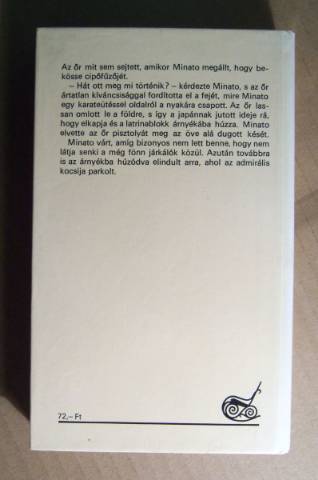 Az őr mit sem sejtett, amikor Minato megállt, hogy be-
kösse cipőfűzőjét.
– Hát ott meg mi történik? – kérdezte Minato, s az őr
ártatlan kíváncsisággal fordította el a fejét, mire Minato
egy karateütéssel oldalról a nyakára csapott. Az őr las-
san omlott le a földre, s így a japánnak jutott ideje rá,
hogy elkapja és a latrinablokk árnyékába húzza. Minato
elvette az őr pisztolyát meg az öve alá dugott kését.
Minato várt, amíg bizonyos nem lett benne, hogy nem
látja senki a még fönn járkálók közül. Azután továbbra
is az árnyékba húzódva elindult arra, ahol az admirális
kocsija parkolt.
72,– Ft